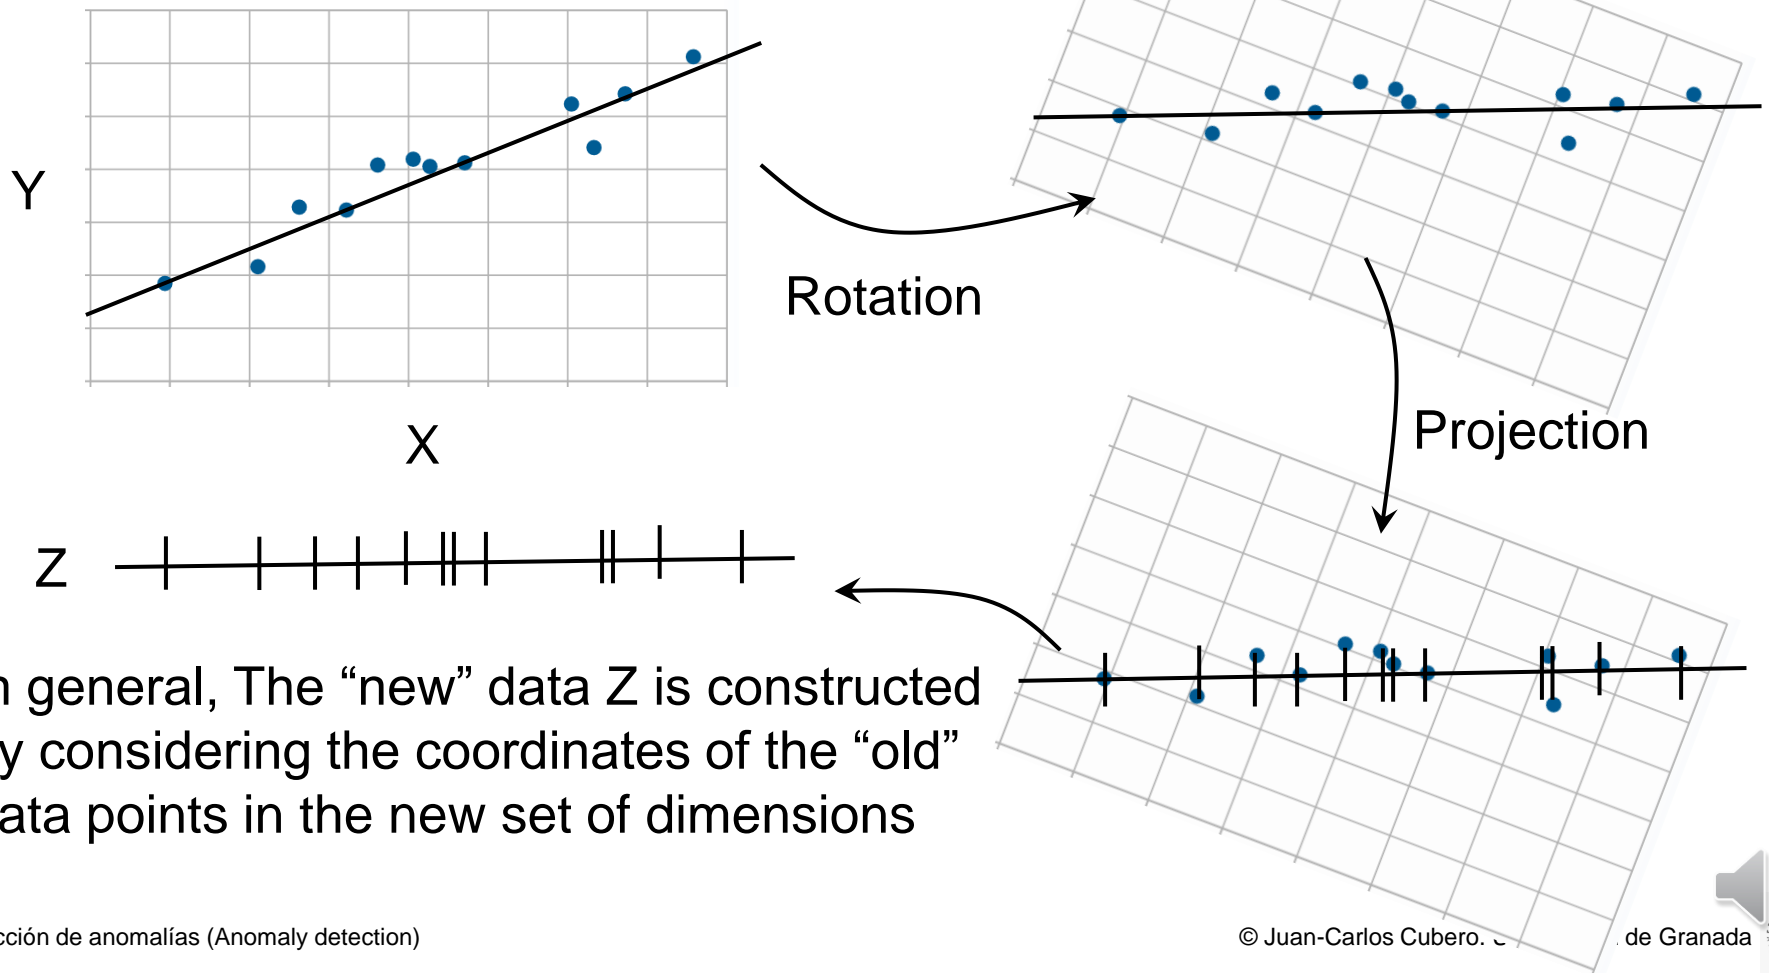 Y
Rotation
X
Projection
Z
n general, The “new” data Z is constructed
y considering the coordinates of the “old”
ata points in the new set of dimensions
cción de anomalías (Anomaly detection)
© Juan-Carlos Cubero. de Granada